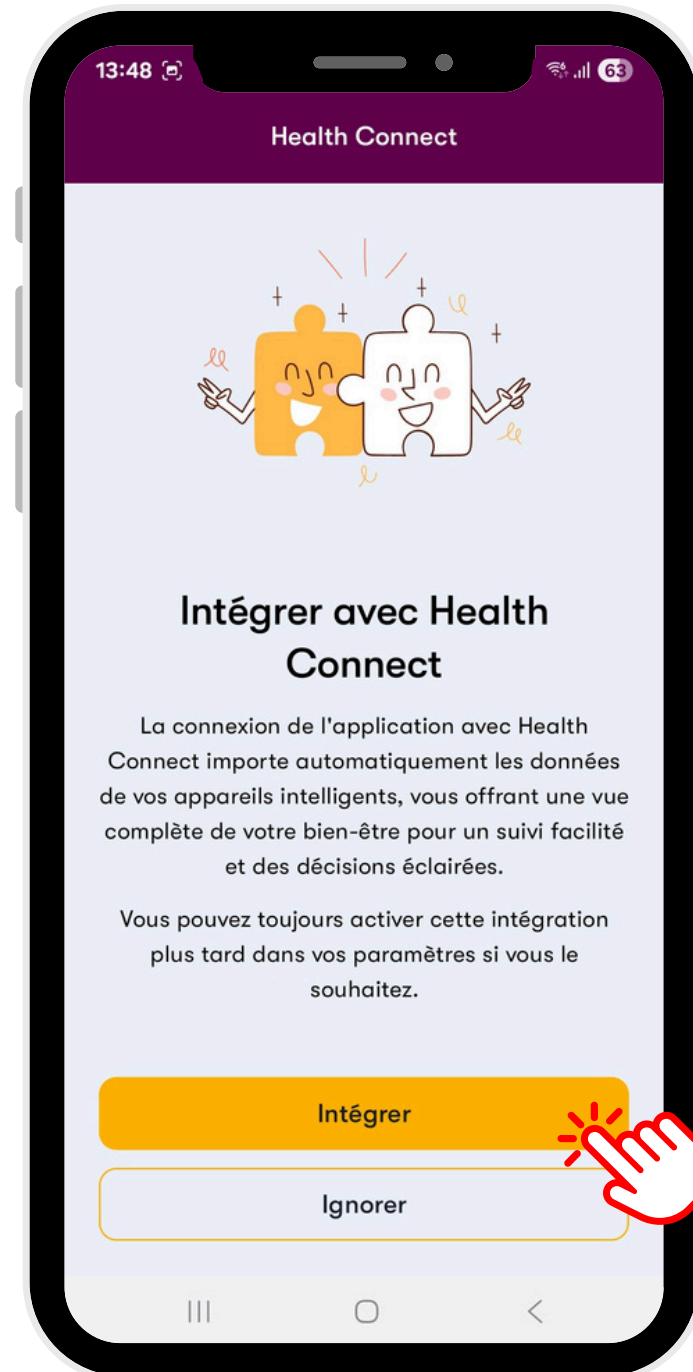 13:48
63
Health Connect
Intégrer avec Health
Connect
La connexion de l'application avec Health
Connect importe automatiquement les données
de vos appareils intelligents, vous offrant une vue
complète de votre bien-être pour un suivi facilité
et des décisions éclairées.
Vous pouvez toujours activer cette intégration
plus tard dans vos paramètres si vous le
souhaitez.
Intégrer
Ignorer